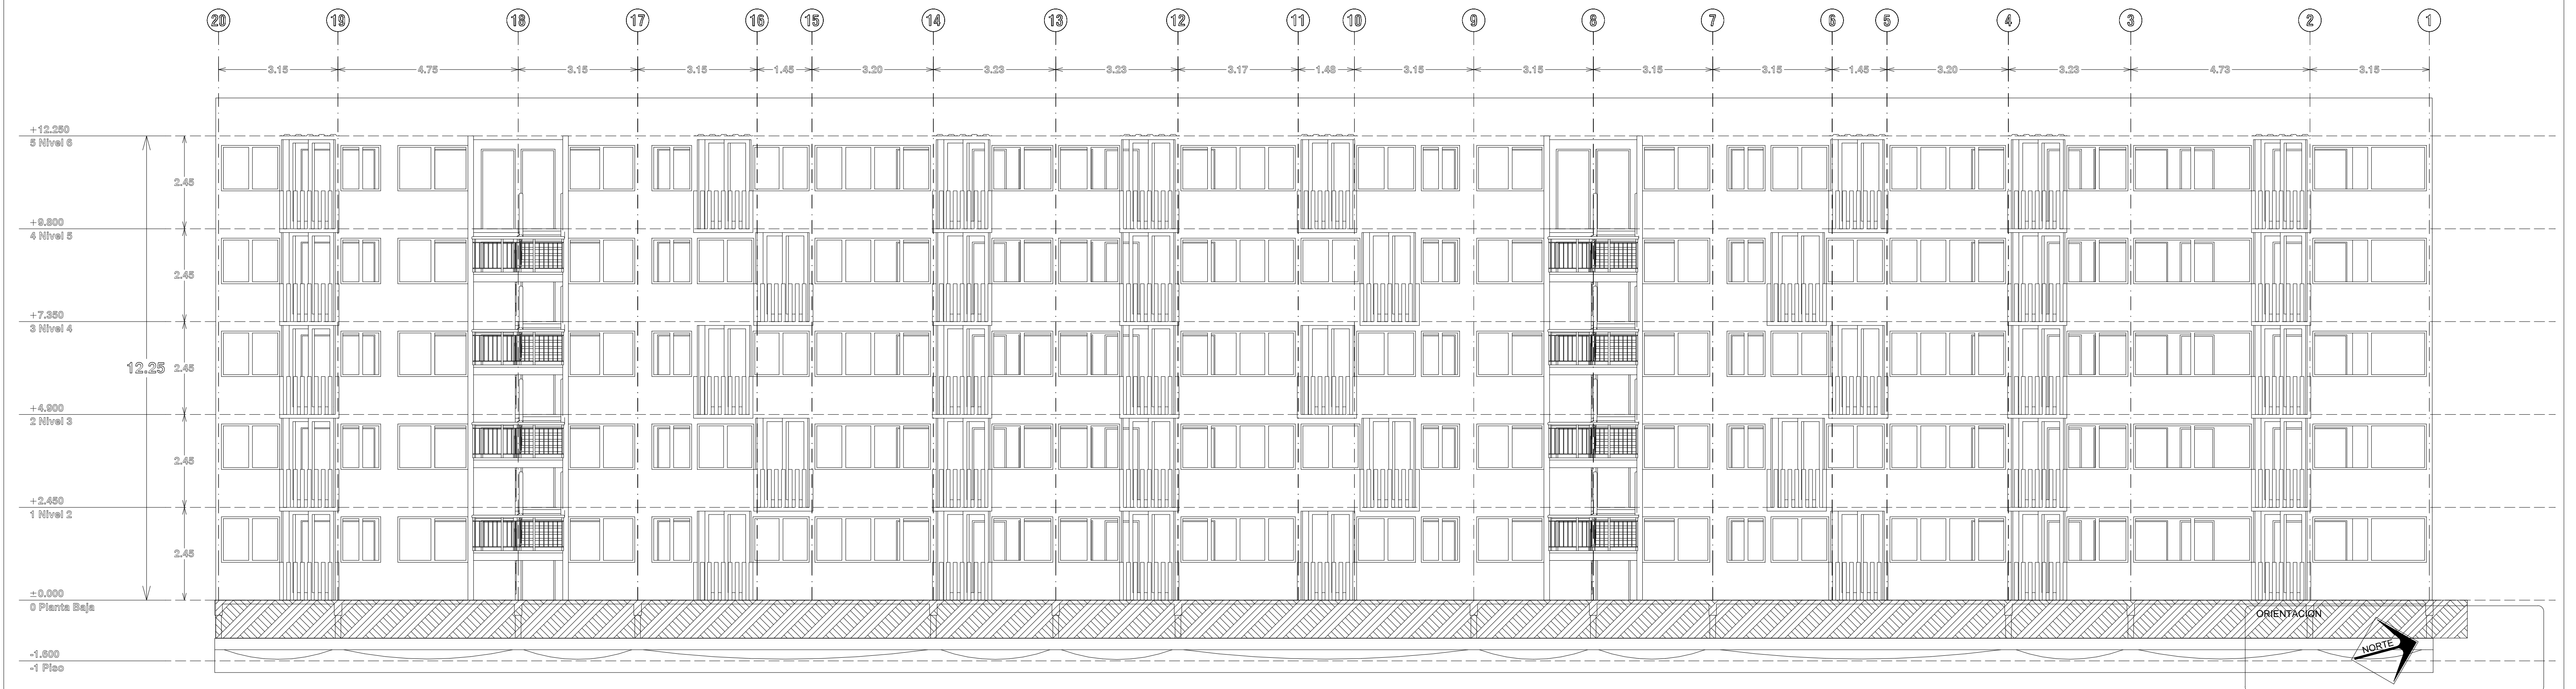 20 19 18 17 16 15 14 13 12 11 10 9 8 7 6 5 4 3 2 1
3.15 4.75 3.15 3.15 1.45 3.20 3.23 3.23 3.17 1.48 3.15 3.15 3.15 3.15 1.45 3.20 3.23 4.73 3.15
+12.250
5 Nivel 6
2.45
+9.800
4 Nivel 5
2.45
+7.350
3 Nivel 4
12.25 2.45
+4.900
2 Nivel 3
2.45
+2.450
1 Nivel 2
2.45
±0.000
0 Planta Baja
ORIENTACION
NORTE
-1.600
-1 Piso